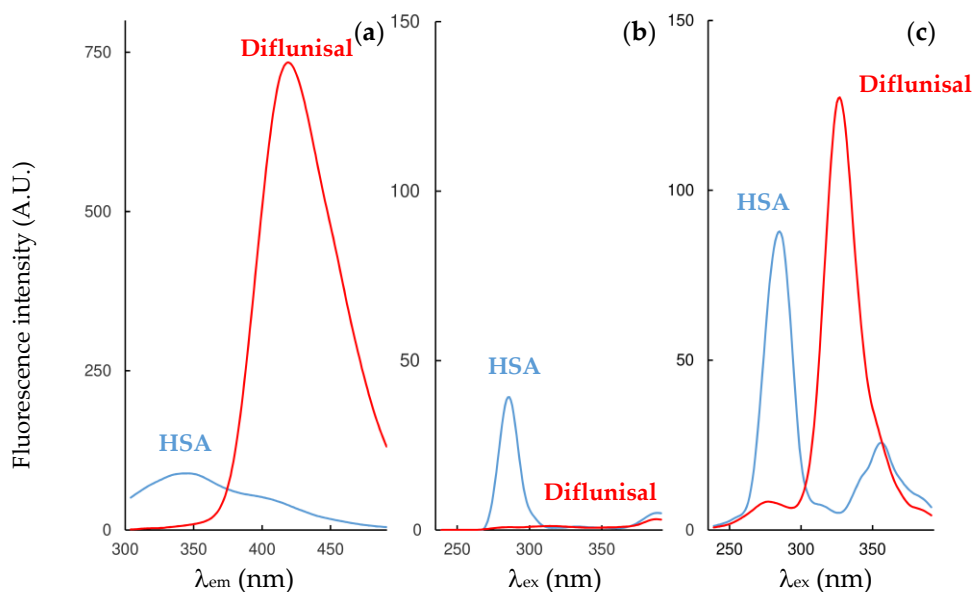 Fluorescence intensity (A.U.)
(a)
750
500
250
0
Diflunisal
HSA
300
400
450
λem (nm)
(b)
150
100
50
0
HSA
Diflunisal
250
300
350
λex (nm)
(c)
150
100
50
0
Diflunisal
HSA
250
300
350
λex (nm)